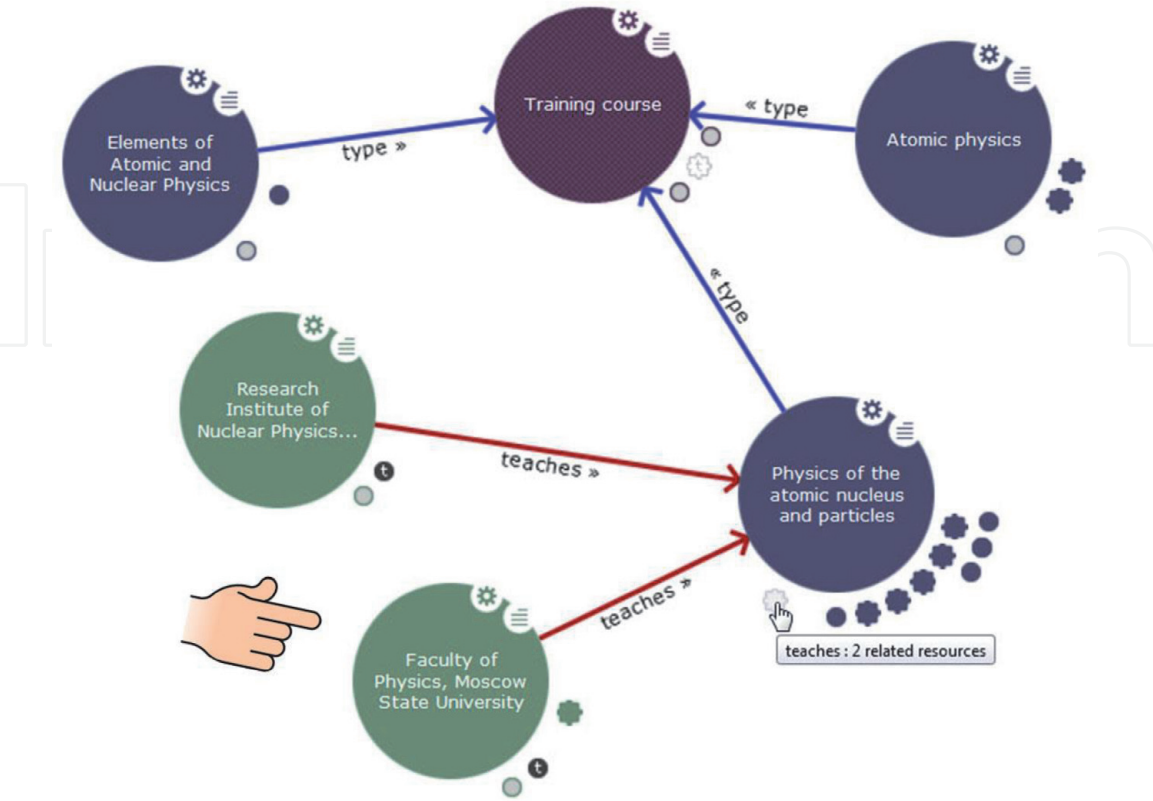 Training course
« type
Atomic physics
Elements of
Atomic and
Nuclear Physics
type »
t
« type
Research
Institute of
Nuclear Physics...
teaches »
t
Physics of the
atomic nucleus
and particles
teaches »
teaches : 2 related resources
Faculty of
Physics, Moscow
State University
t